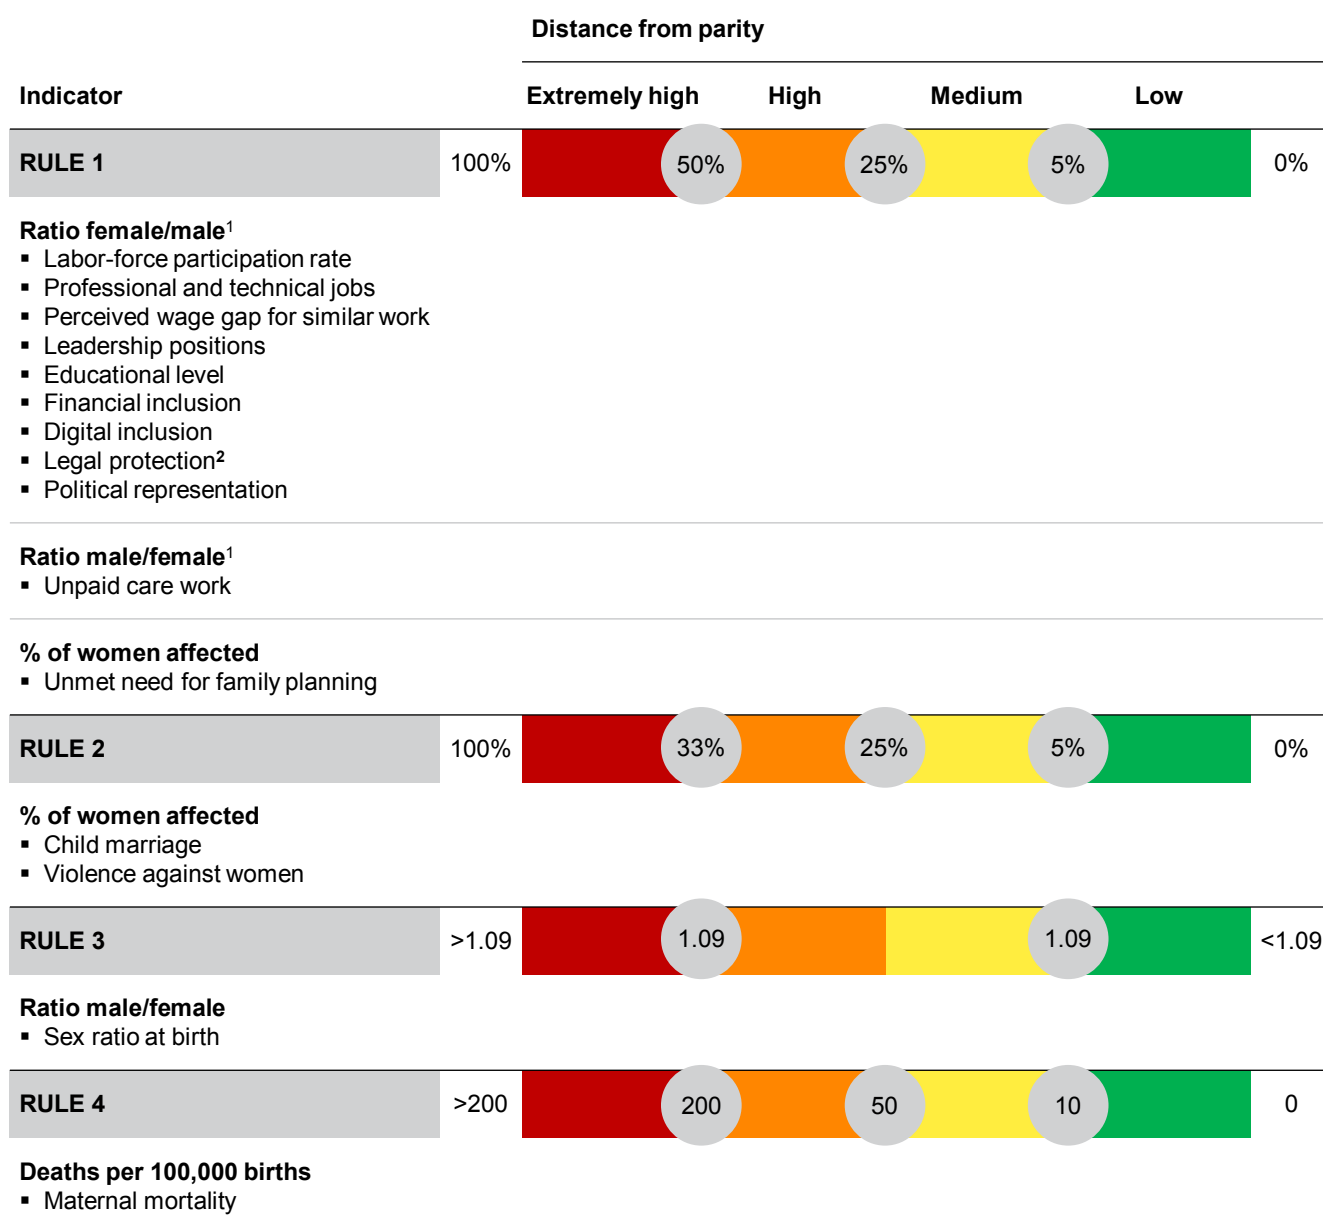 Distance from parity
Indicator Extremely high High Medium Low
RULE 1 100% 50% 25% 5% 0%
Ratio female/male¹
▪ Labor-force participation rate
▪ Professional and technical jobs
▪ Perceived wage gap for similar work
▪ Leadership positions
▪ Educational level
▪ Financial inclusion
▪ Digital inclusion
▪ Legal protection²
▪ Political representation
Ratio male/female¹
▪ Unpaid care work
% of women affected
▪ Unmet need for family planning
RULE 2 100% 33% 25% 5% 0%
% of women affected
▪ Child marriage
▪ Violence against women
RULE 3 >1.09 1.09 1.09 <1.09
Ratio male/female
▪ Sex ratio at birth
RULE 4 >200 200 50 10 0
Deaths per 100,000 births
▪ Maternal mortality